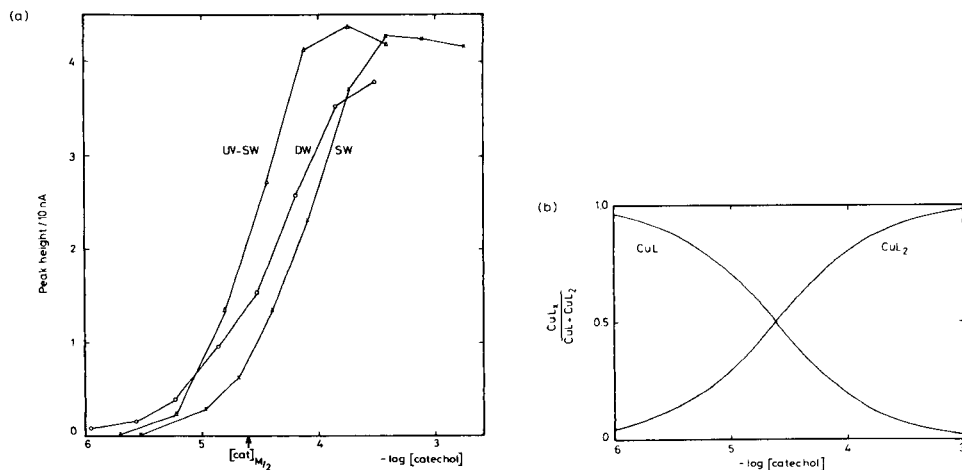 (a)
4
3
2
1
0
Peak height/10 nA
UV-SW
DW
SW
6
5
4
3
[cat]M/2
-log [catechol]
(b)
1.0
0.5
0
CuLx
CuL + CuL2
CuL
CuL2
6
5
4
3
-log [catechol]